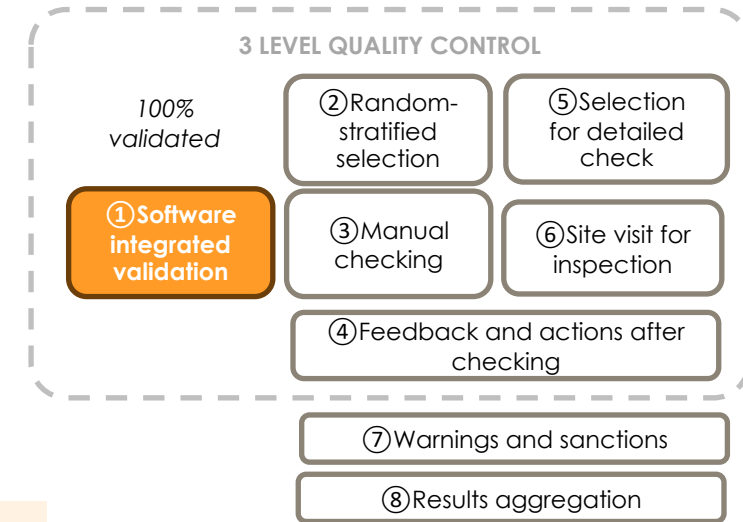 3 LEVEL QUALITY CONTROL
100%
validated
①Software
integrated
validation
②Random-
stratified
selection
③Manual
checking
⑤Selection
for detailed
check
⑥Site visit for
inspection
④Feedback and actions after
checking
⑦Warnings and sanctions
⑧Results aggregation